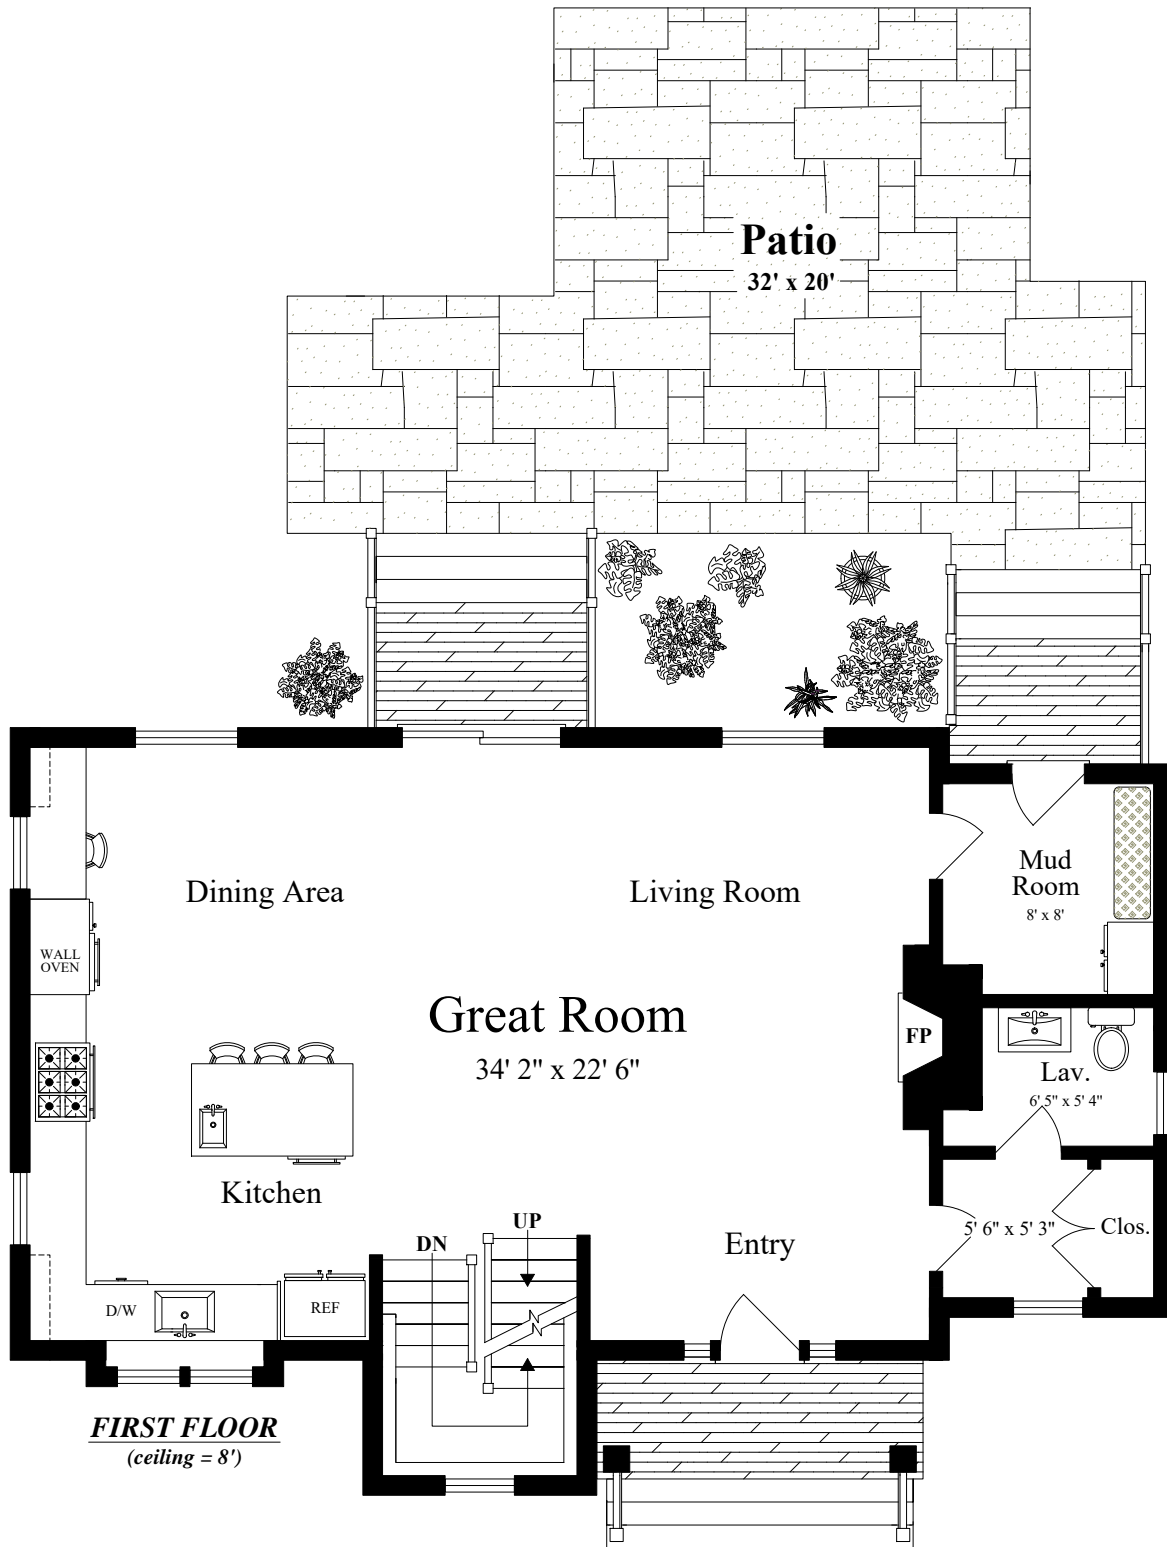 Patio
32' x 20'
Dining Area
Living Room
Mud
Room
8' x 8'
WALL
OVEN
Great Room
34' 2" x 22' 6"
FP
Lav.
6' 5" x 5' 4"
Kitchen
UP
DN
Entry
5' 6" x 5' 3"
Clos.
D/W
REF
FIRST FLOOR
(ceiling = 8')